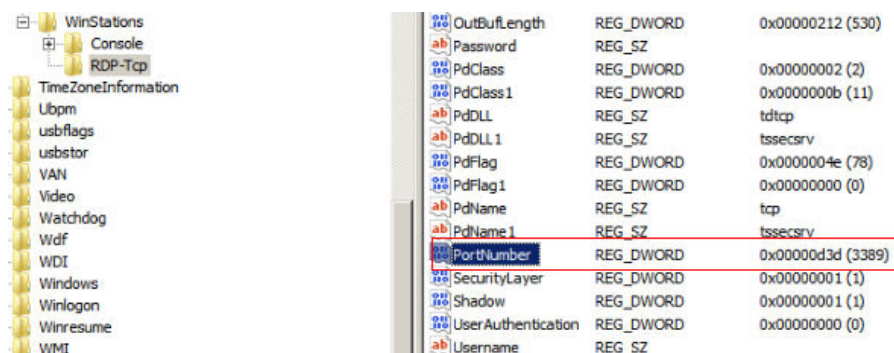 WinStations
Console
RDP-Tcp
TimeZoneInformation
Ubpm
usbflags
usbstor
VAN
Video
Watchdog
Wdf
WDI
Windows
Winlogon
Winresume
WMI
OutBufLength REG_DWORD 0x00000212 (530)
Password REG_SZ
PdClass REG_DWORD 0x00000002 (2)
PdClass1 REG_DWORD 0x0000000b (11)
PdDLL REG_SZ tdtcp
PdDLL1 REG_SZ tssecsrv
PdFlag REG_DWORD 0x0000004e (78)
PdFlag1 REG_DWORD 0x00000000 (0)
PdName REG_SZ tcp
PdName1 REG_SZ tssecsrv
PortNumber REG_DWORD 0x00000d3d (3389)
SecurityLayer REG_DWORD 0x00000001 (1)
Shadow REG_DWORD 0x00000001 (1)
UserAuthentication REG_DWORD 0x00000000 (0)
Username REG_SZ